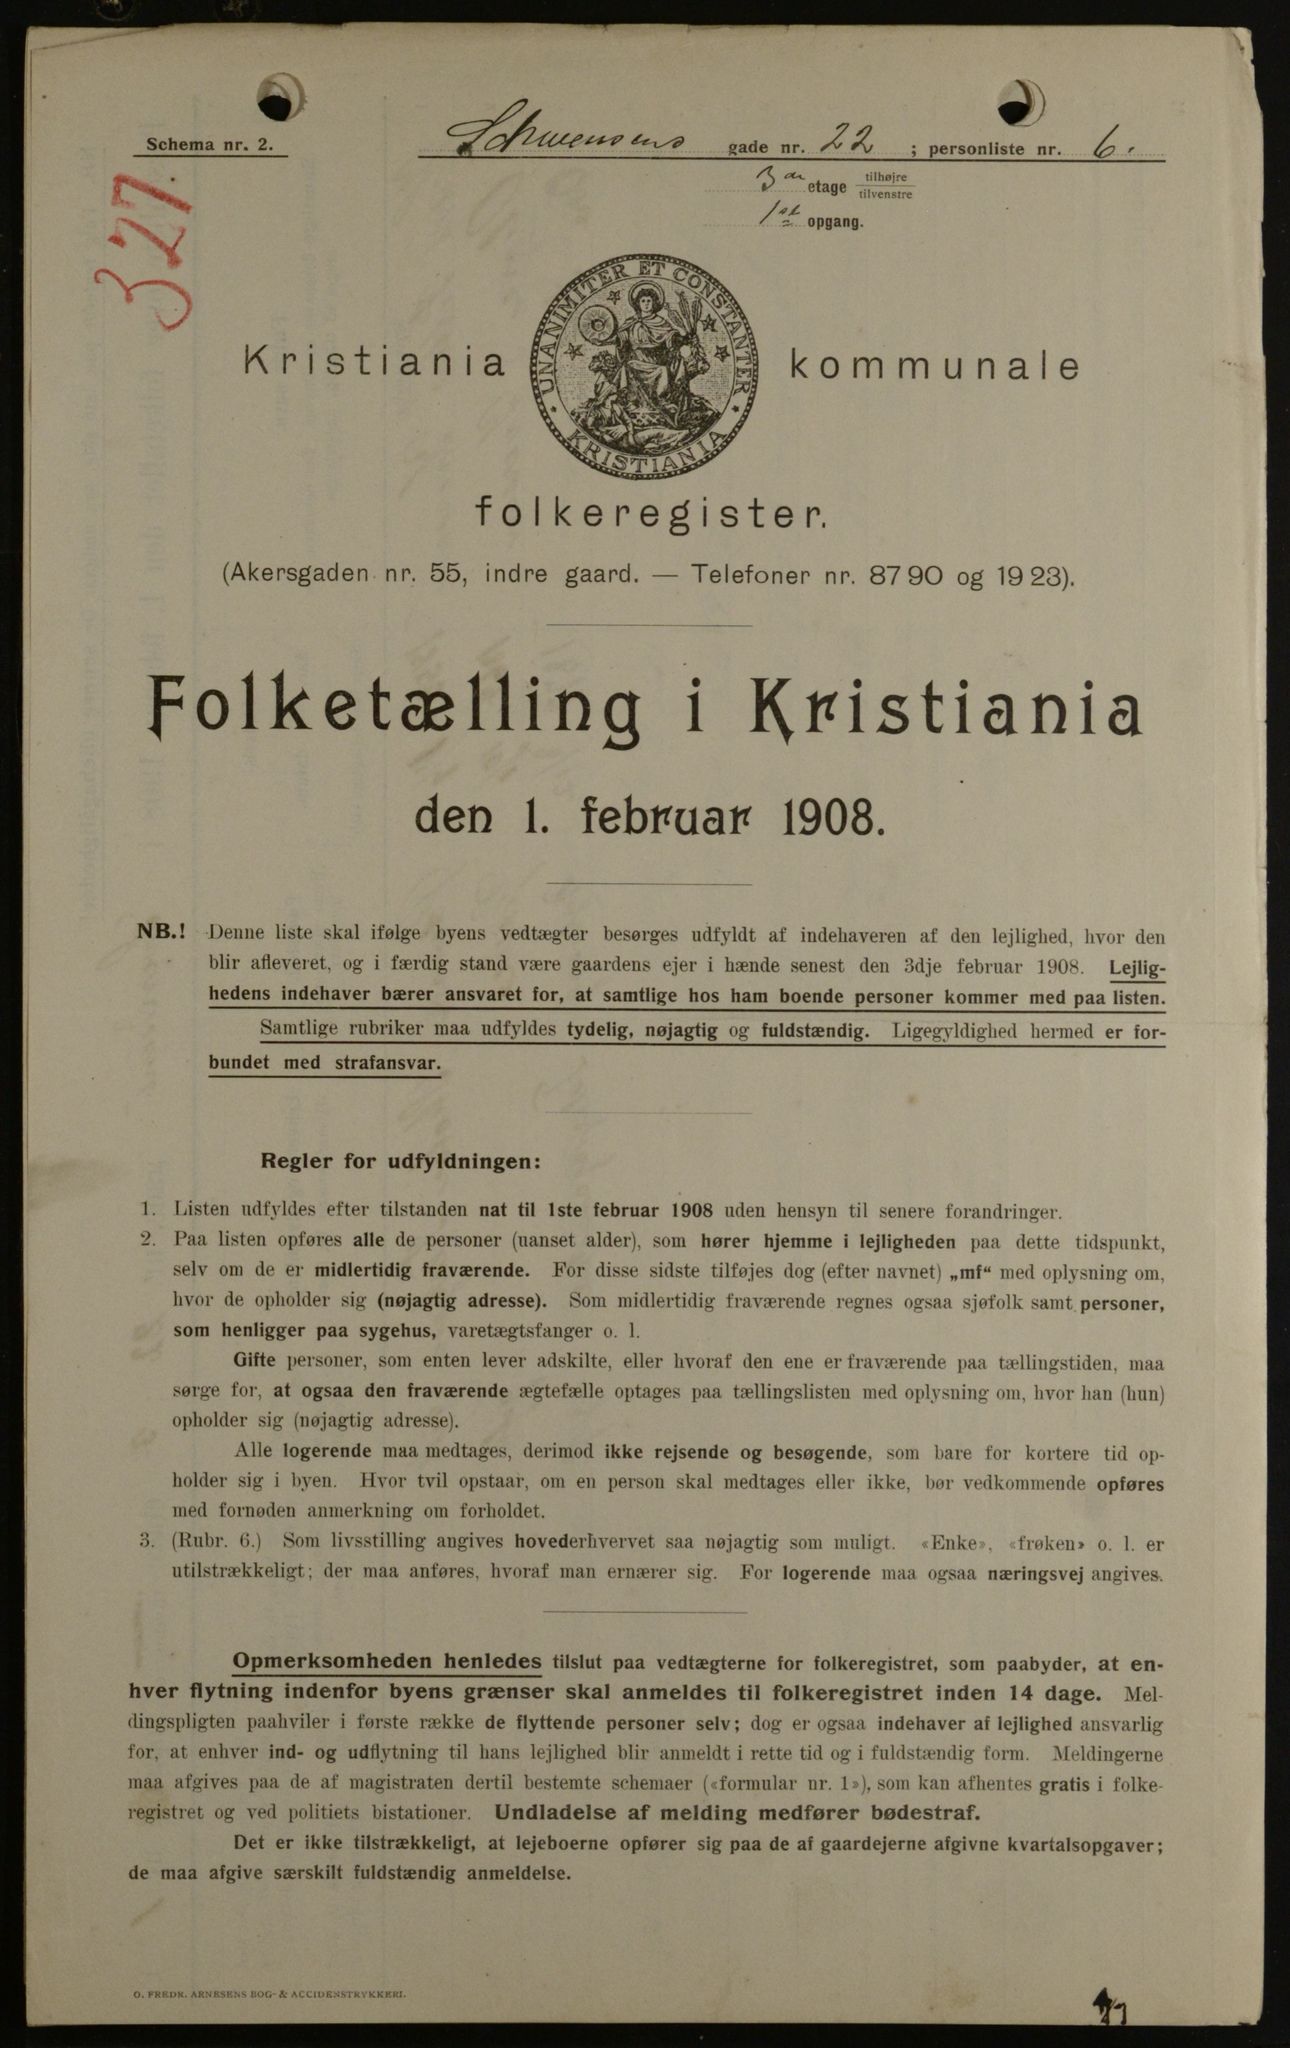 Schema nr. 2.
Schwensens gade nr. 22 ; personliste nr. 6.
3de etage tilhøjre
tilvenstre
1st opgang.
327
UNANIMITER ET CONSTANTER
KRISTIANIA
Kristiania kommunale
folkeregister.
(Akersgaden nr. 55, indre gaard. — Telefoner nr. 8790 og 1923).
Folketælling i Kristiania
den 1. februar 1908.
NB.! Denne liste skal ifølge byens vedtægter besørges udfyldt af indehaveren af den lejlighed, hvor den
blir afleveret, og i færdig stand være gaardens ejer i hænde senest den 3dje februar 1908. Lejlig-
hedens indehaver bærer ansvaret for, at samtlige hos ham boende personer kommer med paa listen.
Samtlige rubriker maa udfyldes tydelig, nøjagtig og fuldstændig. Ligegyldighed hermed er for-
bundet med strafansvar.
Regler for udfyldningen:
1. Listen udfyldes efter tilstanden nat til 1ste februar 1908 uden hensyn til senere forandringer.
2. Paa listen opføres alle de personer (uanset alder), som hører hjemme i lejligheden paa dette tidspunkt,
selv om de er midlertidig fraværende. For disse sidste tilføjes dog (efter navnet) „mf“ med oplysning om,
hvor de opholder sig (nøjagtig adresse). Som midlertidig fraværende regnes ogsaa sjøfolk samt personer,
som henligger paa sygehus, varetægtsfanger o. l.
Gifte personer, som enten lever adskilte, eller hvoraf den ene er fraværende paa tællingstiden, maa
sørge for, at ogsaa den fraværende ægtefælle optages paa tællingslisten med oplysning om, hvor han (hun)
opholder sig (nøjagtig adresse).
Alle logerende maa medtages, derimod ikke rejsende og besøgende, som bare for kortere tid op-
holder sig i byen. Hvor tvil opstaar, om en person skal medtages eller ikke, bør vedkommende opføres
med fornøden anmerkning om forholdet.
3. (Rubr. 6.) Som livsstilling angives hovederhvervet saa nøjagtig som muligt. «Enke», «frøken» o. l. er
utilstrækkeligt; der maa anføres, hvoraf man ernærer sig. For logerende maa ogsaa næringsvej angives.
Opmerksomheden henledes tilslut paa vedtægterne for folkeregistret, som paabyder, at en-
hver flytning indenfor byens grænser skal anmeldes til folkeregistret inden 14 dage. Mel-
dingspligten paahviler i første række de flyttende personer selv; dog er ogsaa indehaver af lejlighed ansvarlig
for, at enhver ind- og udflytning til hans lejlighed blir anmeldt i rette tid og i fuldstændig form. Meldingerne
maa afgives paa de af magistraten dertil bestemte schemaer («formular nr. 1»), som kan afhentes gratis i folke-
registret og ved politiets bistationer. Undladelse af melding medfører bødestraf.
Det er ikke tilstrækkeligt, at lejeboerne opfører sig paa de af gaardejerne afgivne kvartalsopgaver;
de maa afgive særskilt fuldstændig anmeldelse.
O. FREDR. ARNESENS BOG- & ACCIDENSTRYKKERI.